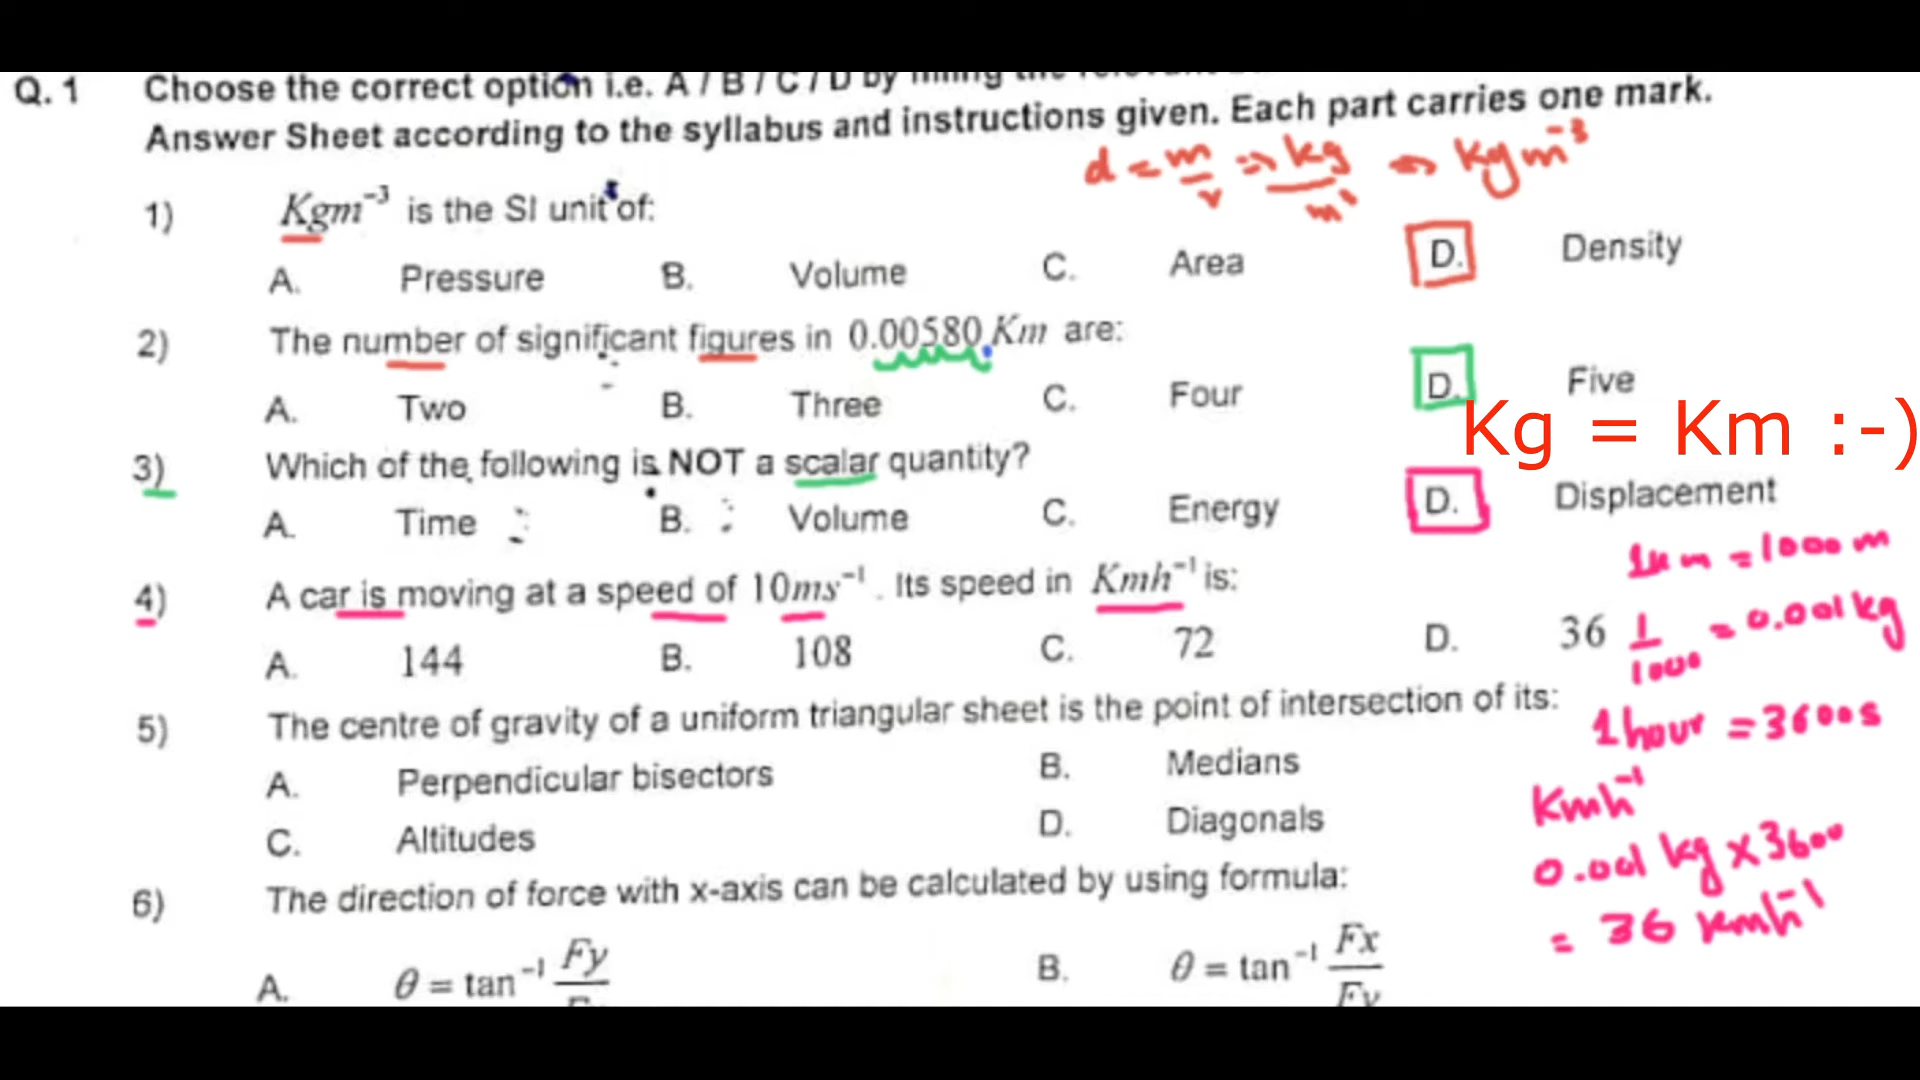 Q. 1 Choose the correct option i.e. A / B / C / D by filling the
Answer Sheet according to the syllabus and instructions given. Each part carries one mark.
d = m/v ⇒ kg/m³ ⇒ kgm⁻³
1) Kgm⁻³ is the SI unit of:
A. Pressure B. Volume C. Area D. Density
2) The number of significant figures in 0.00580 Km are:
A. Two B. Three C. Four D. Five
Kg = Km :-)
3) Which of the following is NOT a scalar quantity?
A. Time B. Volume C. Energy D. Displacement
1km = 1000m
4) A car is moving at a speed of 10ms⁻¹. Its speed in Kmh⁻¹ is:
A. 144 B. 108 C. 72 D. 36
1/1000 = 0.001kg
5) The centre of gravity of a uniform triangular sheet is the point of intersection of its:
1hour = 3600s
A. Perpendicular bisectors B. Medians
Kmh⁻¹
C. Altitudes D. Diagonals
0.001 kg x 3600
6) The direction of force with x-axis can be calculated by using formula:
= 36 Kmh⁻¹
A. θ = tan⁻¹ Fy/ B. θ = tan⁻¹ Fx/Fy